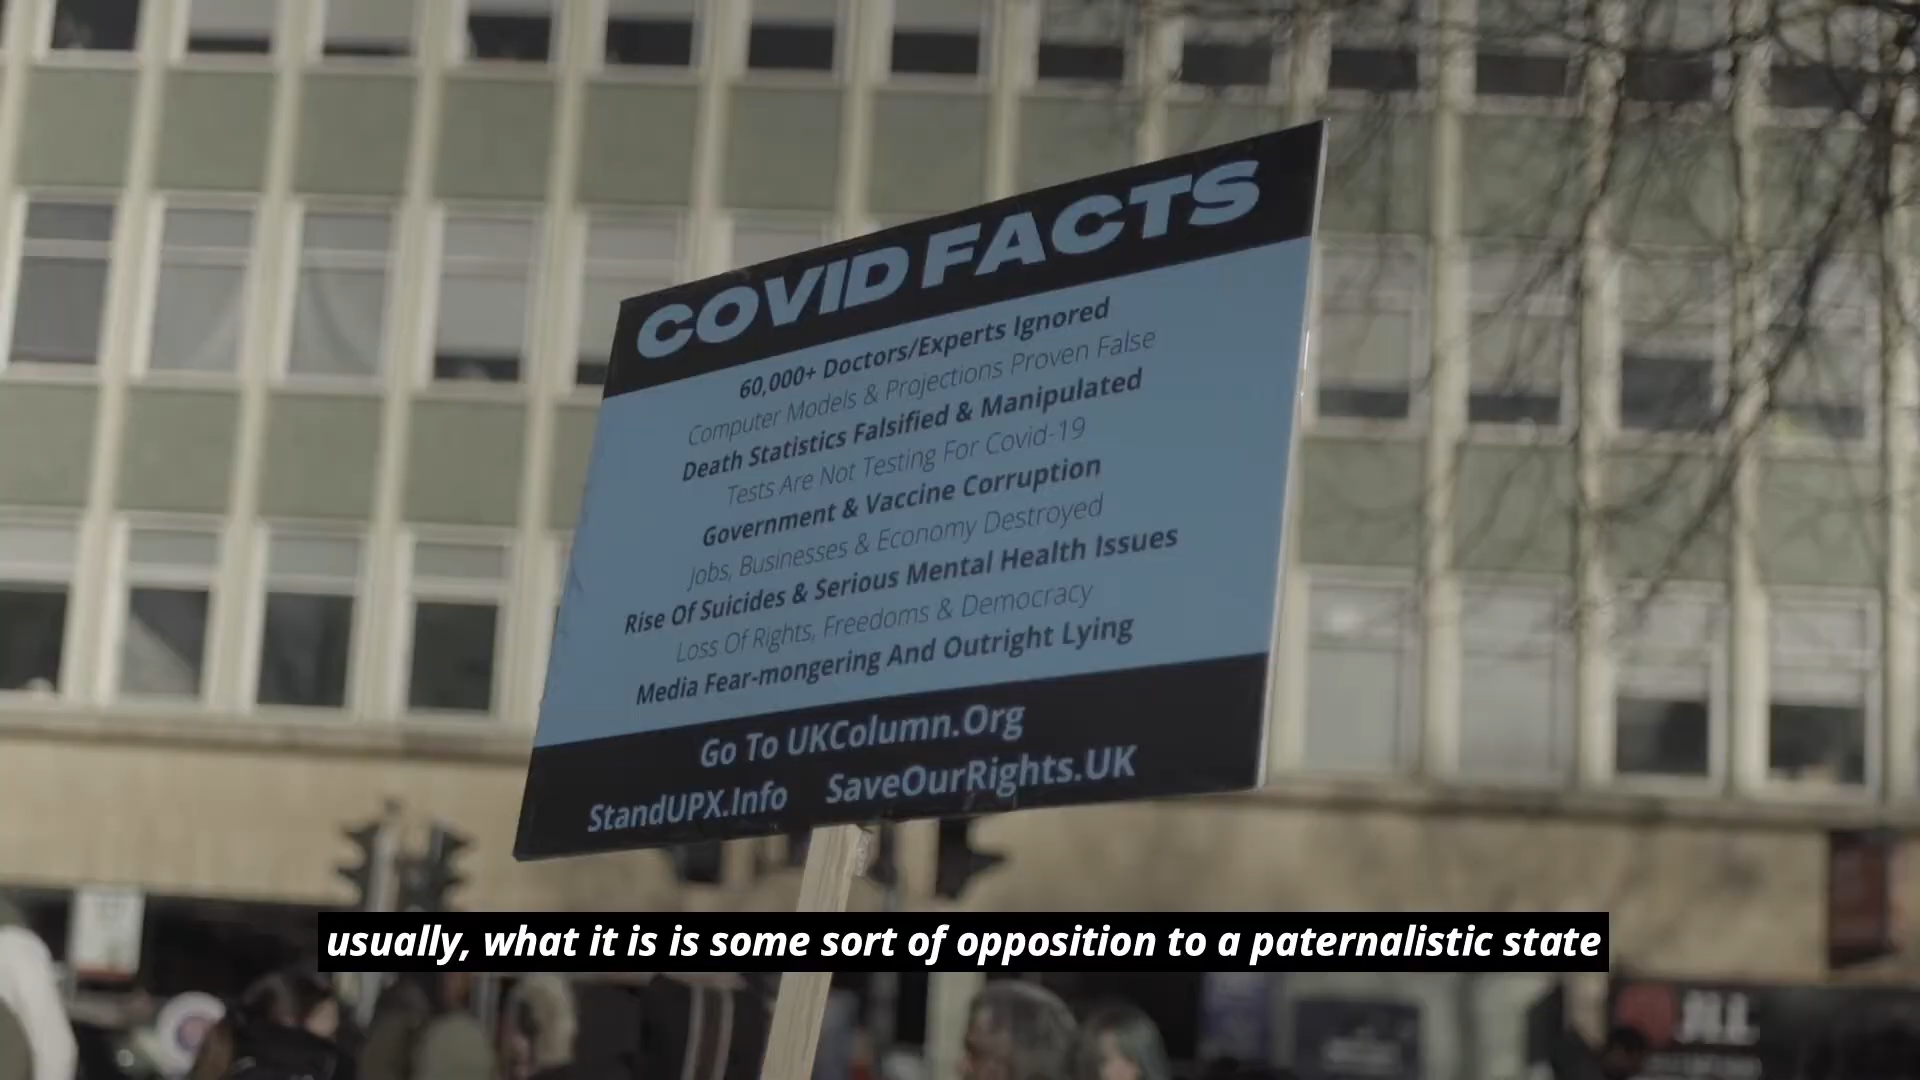 COVID FACTS
60,000+ Doctors/Experts Ignored
Computer Models & Projections Proven False
Death Statistics Falsified & Manipulated
Tests Are Not Testing For Covid-19
Government & Vaccine Corruption
Jobs, Businesses & Economy Destroyed
Rise Of Suicides & Serious Mental Health Issues
Loss Of Rights, Freedoms & Democracy
Media Fear-mongering And Outright Lying
Go To UKColumn.Org
StandUPX.Info SaveOurRights.UK
usually, what it is is some sort of opposition to a paternalistic state
JLL